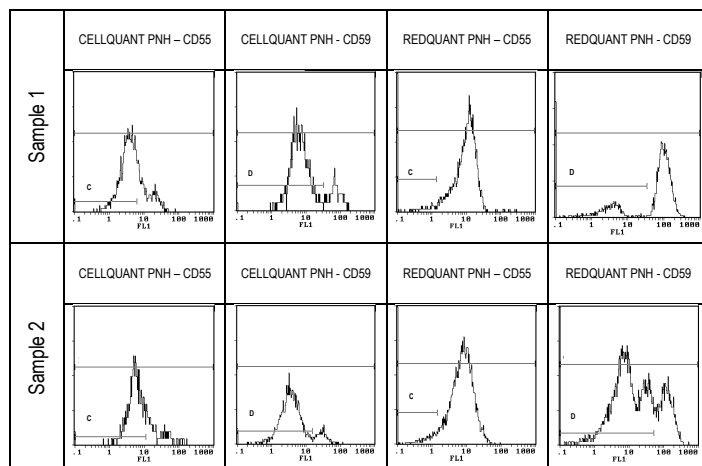 CELLQUANT PNH – CD55
CELLQUANT PNH – CD59
REDQUANT PNH – CD55
REDQUANT PNH - CD59
Sample 1
C
.1 10 100 1000
FL1
D
.1 10 100 1000
FL1
C
.1 1 10 100 1000
FL1
D
.1 1 10 100 1000
FL1
CELLQUANT PNH – CD55
CELLQUANT PNH - CD59
REDQUANT PNH – CD55
REDQUANT PNH - CD59
Sample 2
C
.1 1 10 100 1000
FL1
D
.1 1 10 100 1000
FL1
C
.1 1 10 100 1000
FL1
D
.1 1 10 100 1000
FL1